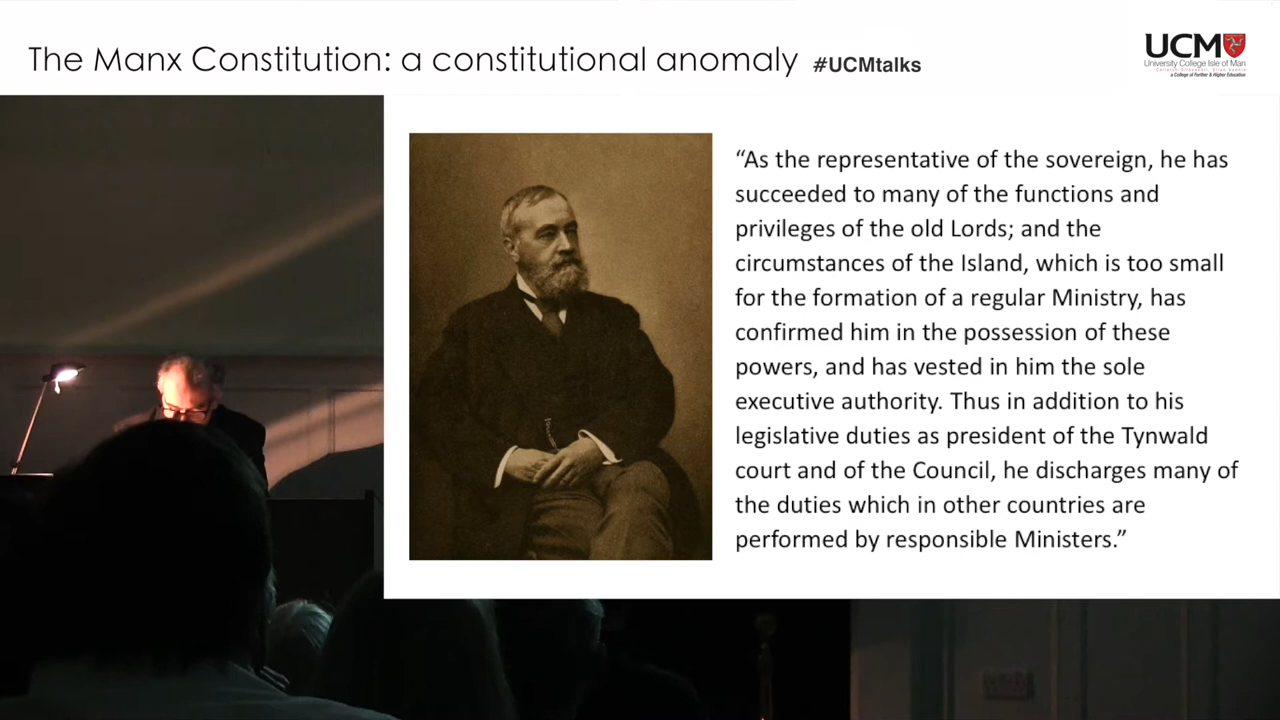 The Manx Constitution: a constitutional anomaly #UCMtalks
UCM
University College Isle of Man
a College of Further & Higher Education
“As the representative of the sovereign, he has
succeeded to many of the functions and
privileges of the old Lords; and the
circumstances of the Island, which is too small
for the formation of a regular Ministry, has
confirmed him in the possession of these
powers, and has vested in him the sole
executive authority. Thus in addition to his
legislative duties as president of the Tynwald
court and of the Council, he discharges many of
the duties which in other countries are
performed by responsible Ministers.”